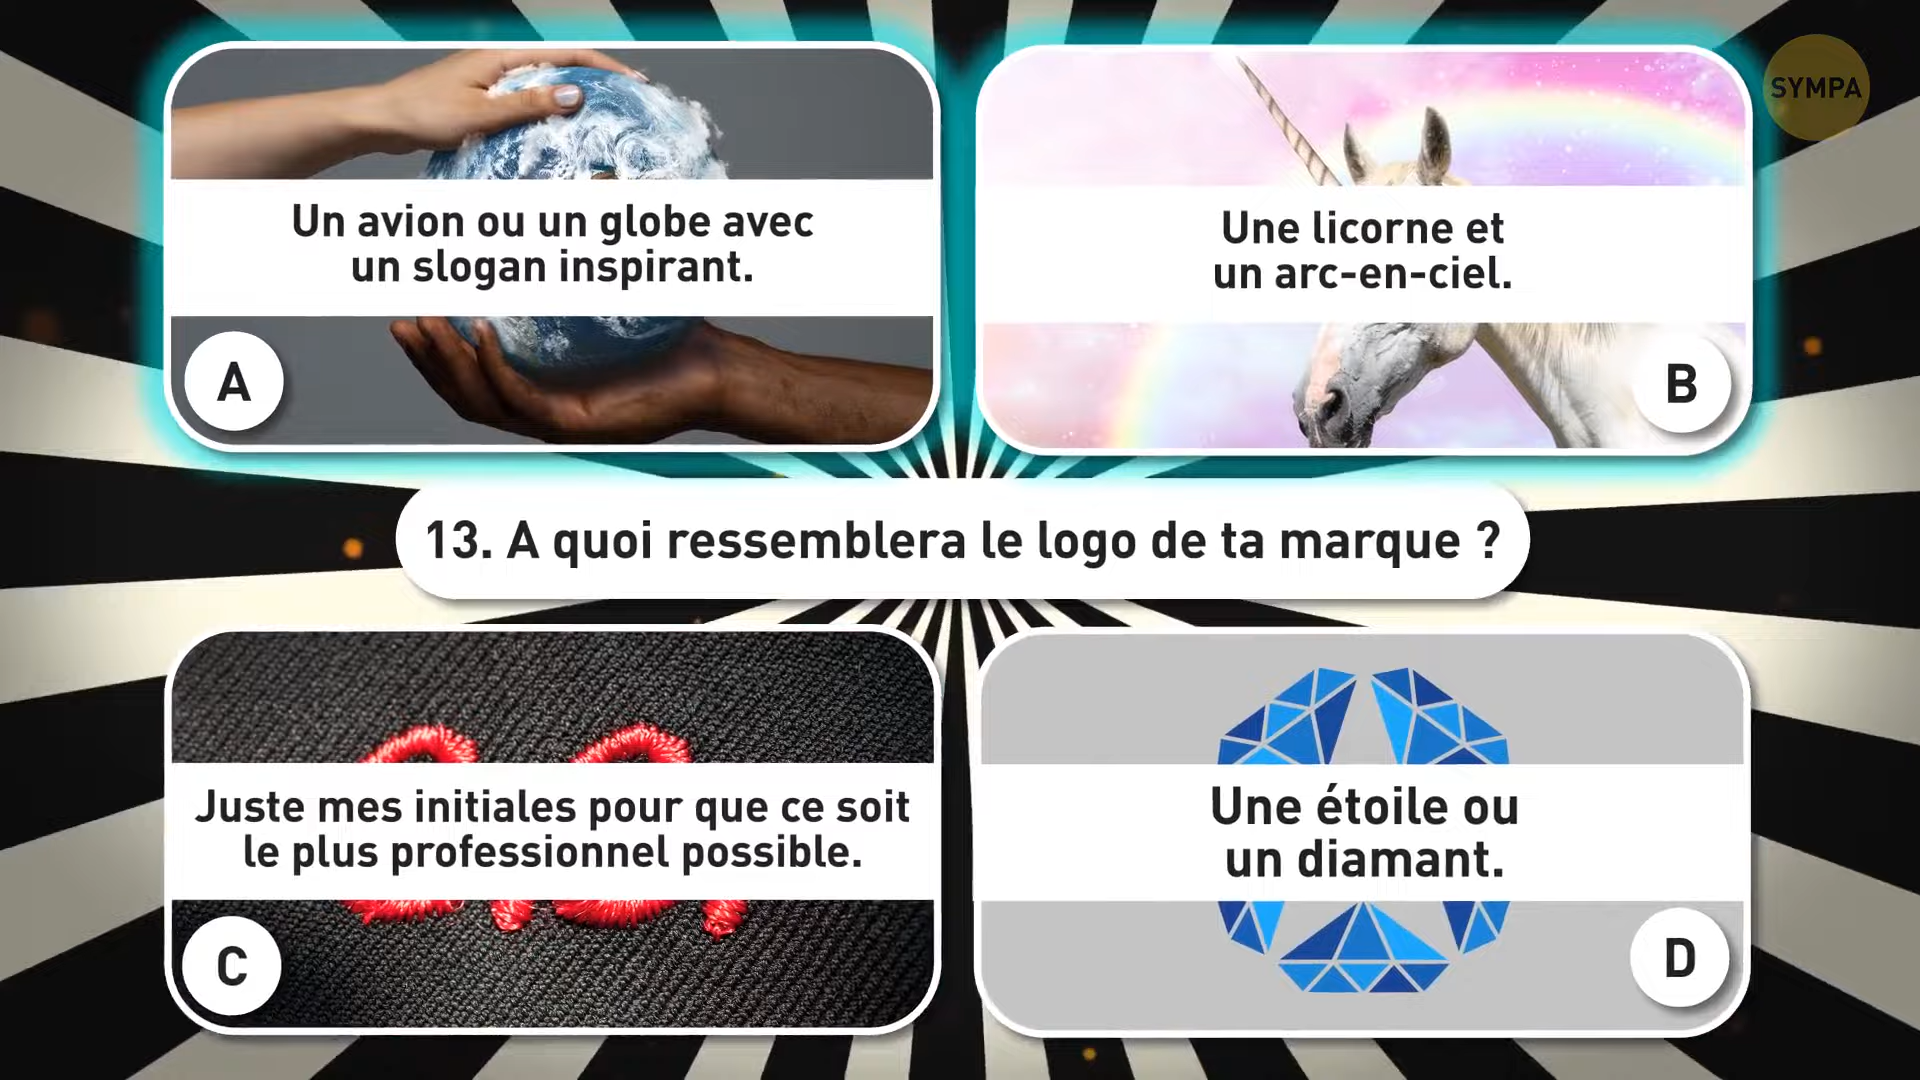 SYMPA
Un avion ou un globe avec
un slogan inspirant.
A
Une licorne et
un arc-en-ciel.
B
13. A quoi ressemblera le logo de ta marque ?
Juste mes initiales pour que ce soit
le plus professionnel possible.
C
Une étoile ou
un diamant.
D